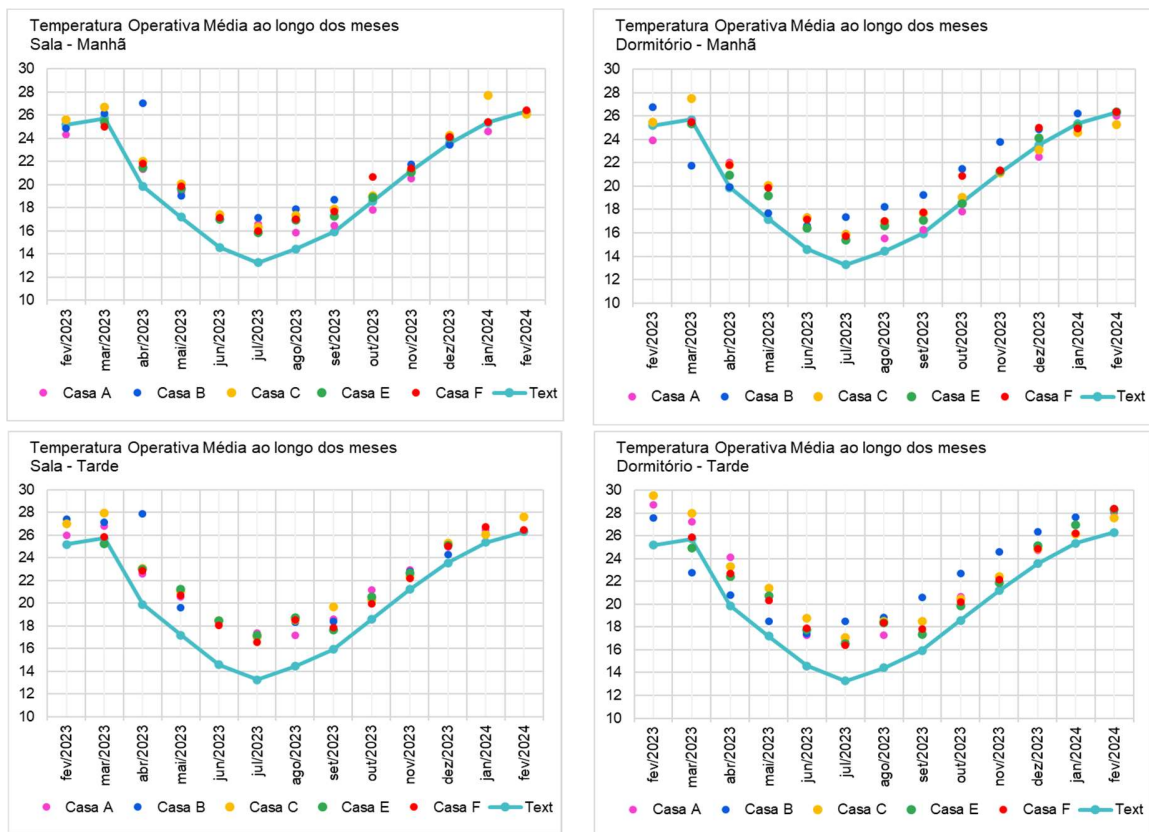 Temperatura Operativa Média ao longo dos meses
Sala - Manhã
30
28
26
24
22
20
18
16
14
12
10
fev/2023
mar/2023
abr/2023
mai/2023
jun/2023
jul/2023
ago/2023
set/2023
out/2023
nov/2023
dez/2023
jan/2024
fev/2024
Casa A Casa B Casa C Casa E Casa F Text
Temperatura Operativa Média ao longo dos meses
Dormitório - Manhã
30
28
26
24
22
20
18
16
14
12
10
fev/2023
mar/2023
abr/2023
mai/2023
jun/2023
jul/2023
ago/2023
set/2023
out/2023
nov/2023
dez/2023
jan/2024
fev/2024
Casa A Casa B Casa C Casa E Casa F Text
Temperatura Operativa Média ao longo dos meses
Sala - Tarde
30
28
26
24
22
20
18
16
14
12
10
fev/2023
mar/2023
abr/2023
mai/2023
jun/2023
jul/2023
ago/2023
set/2023
out/2023
nov/2023
dez/2023
jan/2024
fev/2024
Casa A Casa B Casa C Casa E Casa F Text
Temperatura Operativa Média ao longo dos meses
Dormitório - Tarde
30
28
26
24
22
20
18
16
14
12
10
fev/2023
mar/2023
abr/2023
mai/2023
jun/2023
jul/2023
ago/2023
set/2023
out/2023
nov/2023
dez/2023
jan/2024
fev/2024
Casa A Casa B Casa C Casa E Casa F Text